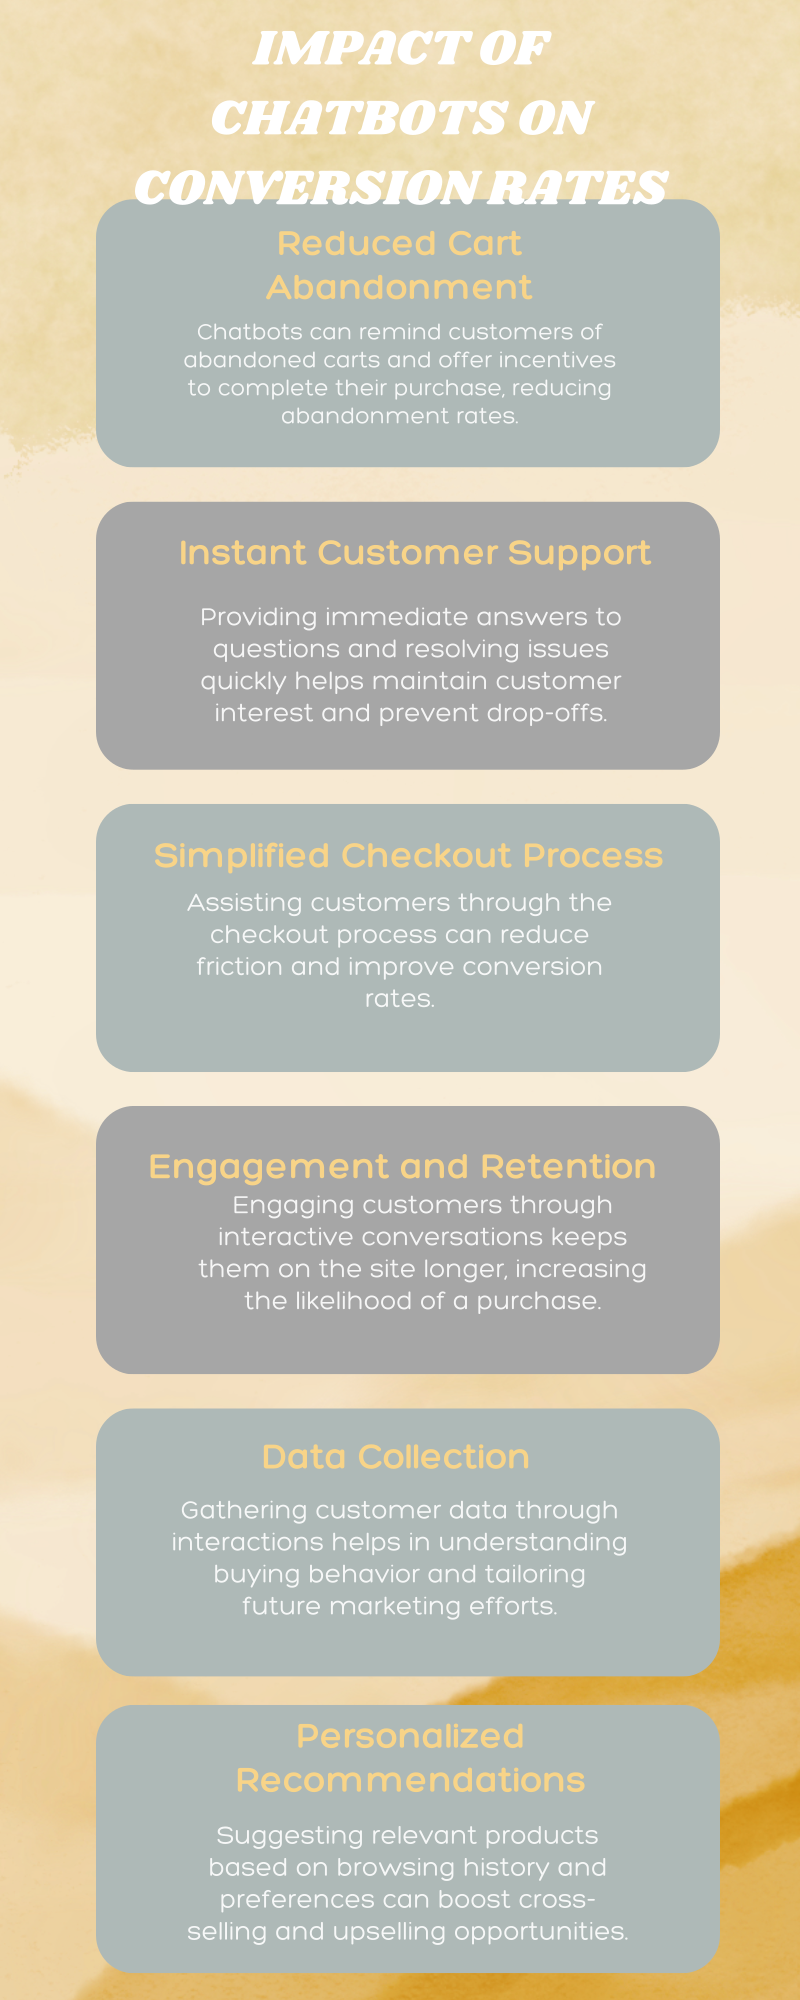 IMPACT OF
CHATBOTS ON
CONVERSION RATES
Reduced Cart
Abandonment
Chatbots can remind customers of
abandoned carts and offer incentives
to complete their purchase, reducing
abandonment rates.
Instant Customer Support
Providing immediate answers to
questions and resolving issues
quickly helps maintain customer
interest and prevent drop-offs.
Simplified Checkout Process
Assisting customers through the
checkout process can reduce
friction and improve conversion
rates.
Engagement and Retention
Engaging customers through
interactive conversations keeps
them on the site longer, increasing
the likelihood of a purchase.
Data Collection
Gathering customer data through
interactions helps in understanding
buying behavior and tailoring
future marketing efforts.
Personalized
Recommendations
Suggesting relevant products
based on browsing history and
preferences can boost cross-
selling and upselling opportunities.